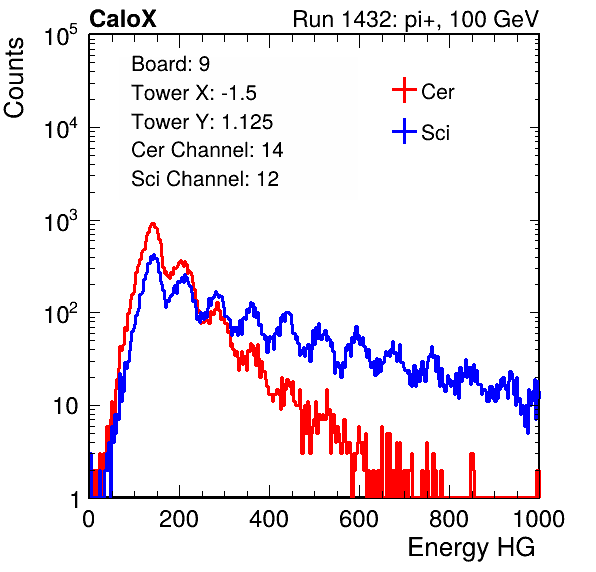 CaloX Run 1432: pi+, 100 GeV
Counts
Board: 9
Tower X: -1.5
Tower Y: 1.125
Cer Channel: 14
Sci Channel: 12
Cer
Sci
10^5
10^4
10^3
10^2
10
1
0 200 400 600 800 1000
Energy HG